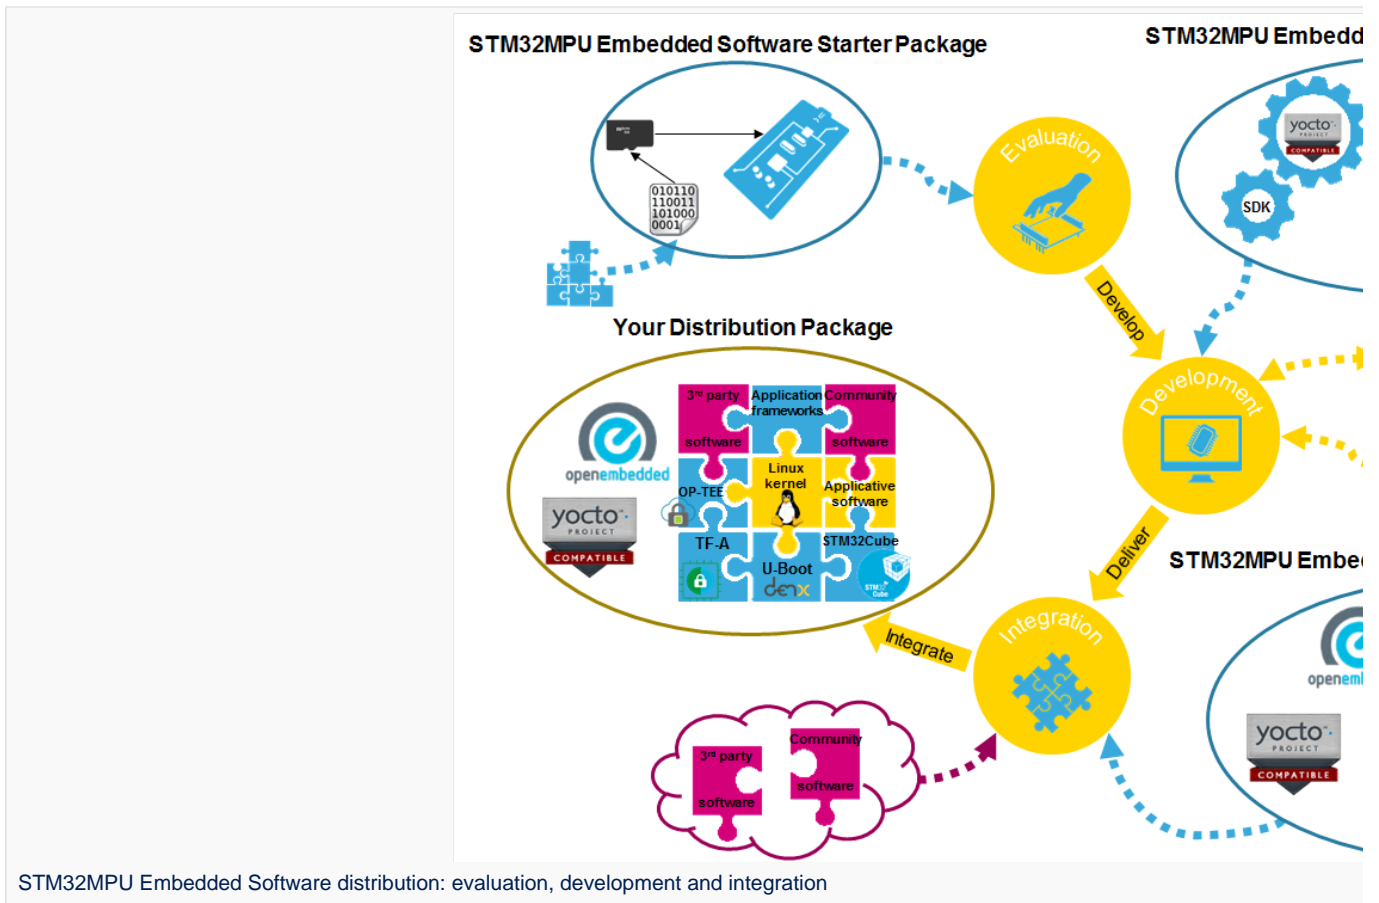 STM32MPU Embedded Software Starter Package
STM32MPU Embedd
010110
110011
101000
0001
Evaluation
yocto
PROJECT
COMPATIBLE
SDK
Develop
Your Distribution Package
3rd party
software
Application
frameworks
Community
software
openembedded
yocto
PROJECT
COMPATIBLE
OP-TEE
Linux
kernel
Applicative
software
TF-A
U-Boot
denx
STM32Cube
STM32
Cube
Development
Deliver
STM32MPU Embe
Integrate
Integration
openeml
yocto
PROJECT
COMPATIBLE
3rd party
software
Community
software
STM32MPU Embedded Software distribution: evaluation, development and integration